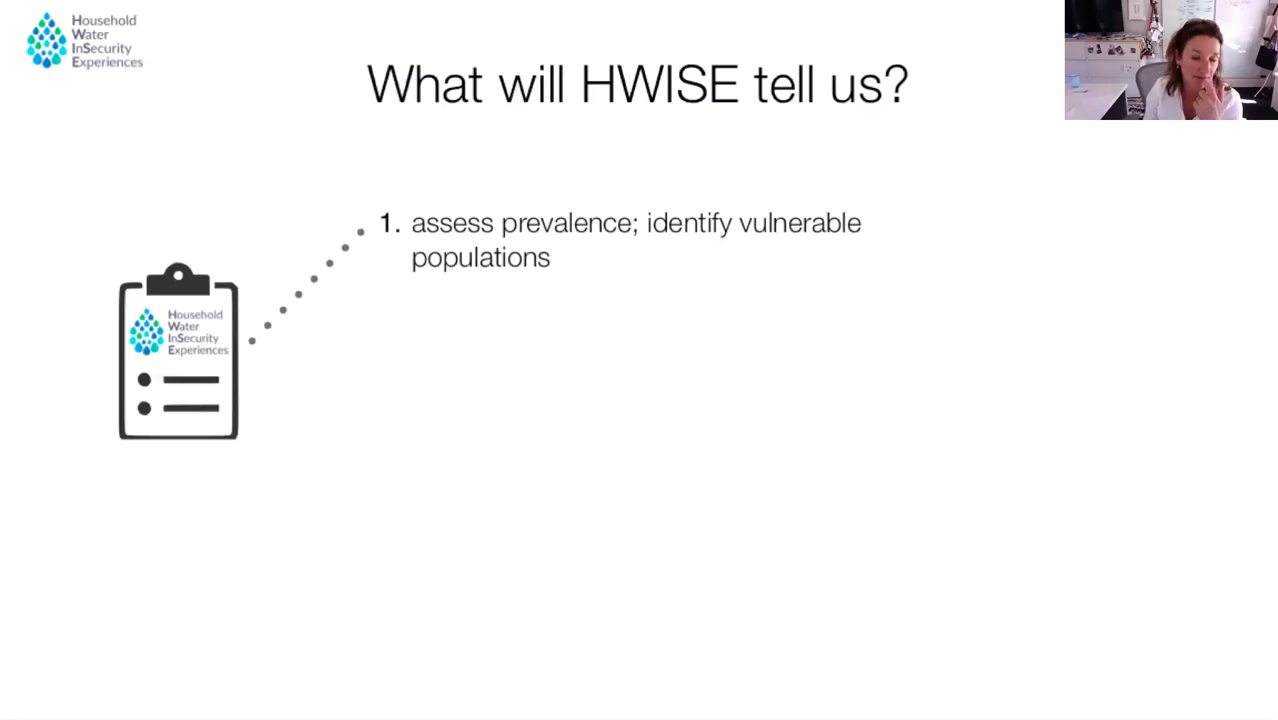 Household
Water
InSecurity
Experiences
What will HWISE tell us?
1. assess prevalence; identify vulnerable
populations
Household
Water
InSecurity
Experiences